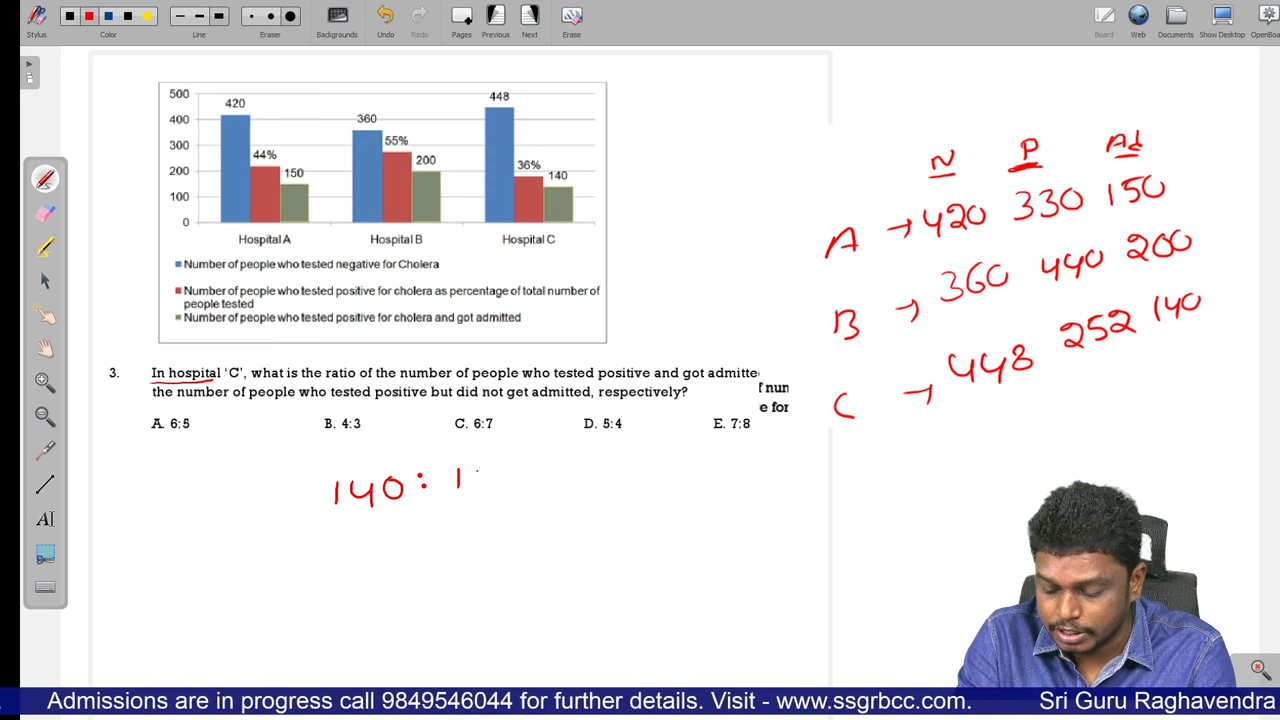 Stylus
Color
Line
Eraser
Backgrounds
Undo
Redo
Pages
Previous
Next
Erase
Board
Web
Documents
Show Desktop
OpenBoa
500
400
300
200
100
0
420
44%
150
360
55%
200
448
36%
140
Hospital A
Hospital B
Hospital C
Number of people who tested negative for Cholera
Number of people who tested positive for cholera as percentage of total number of
people tested
Number of people who tested positive for cholera and got admitted
3. In hospital ‘C’, what is the ratio of the number of people who tested positive and got admitte
the number of people who tested positive but did not get admitted, respectively?
f num
e for
A. 6:5 B. 4:3 C. 6:7 D. 5:4 E. 7:8
140 : 1
N P Ad
A → 420 330 150
B → 360 440 200
C → 448 252 140
Admissions are in progress call 9849546044 for further details. Visit - www.ssgrbcc.com. Sri Guru Raghavendra